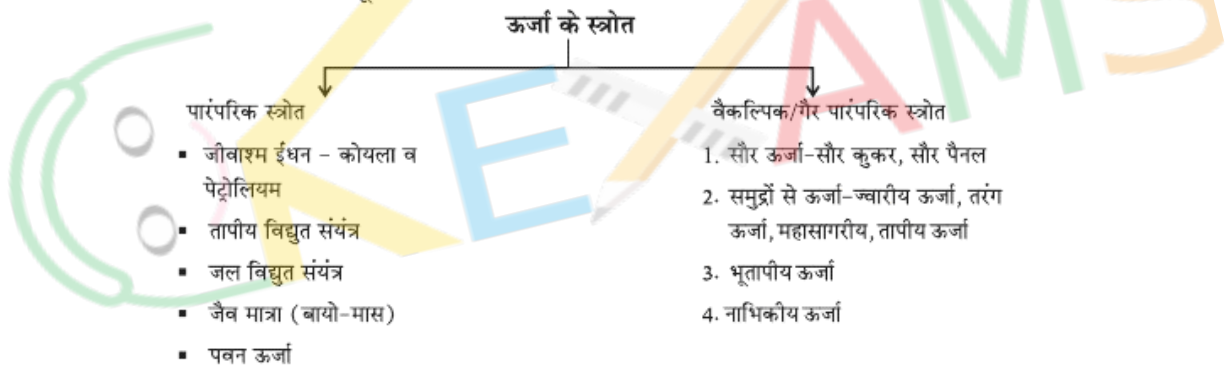 ऊर्जा के स्त्रोत
पारंपरिक स्त्रोत
▪ जीवाश्म ईंधन - कोयला व
पेट्रोलियम
▪ तापीय विद्युत संयंत्र
▪ जल विद्युत संयंत्र
▪ जैव मात्रा (बायो-मास)
▪ पवन ऊर्जा
वैकल्पिक/गैर पारंपरिक स्त्रोत
1. सौर ऊर्जा-सौर कुकर, सौर पैनल
2. समुद्रों से ऊर्जा-ज्वारीय ऊर्जा, तरंग
ऊर्जा, महासागरीय, तापीय ऊर्जा
3. भूतापीय ऊर्जा
4. नाभिकीय ऊर्जा
KEXAMS